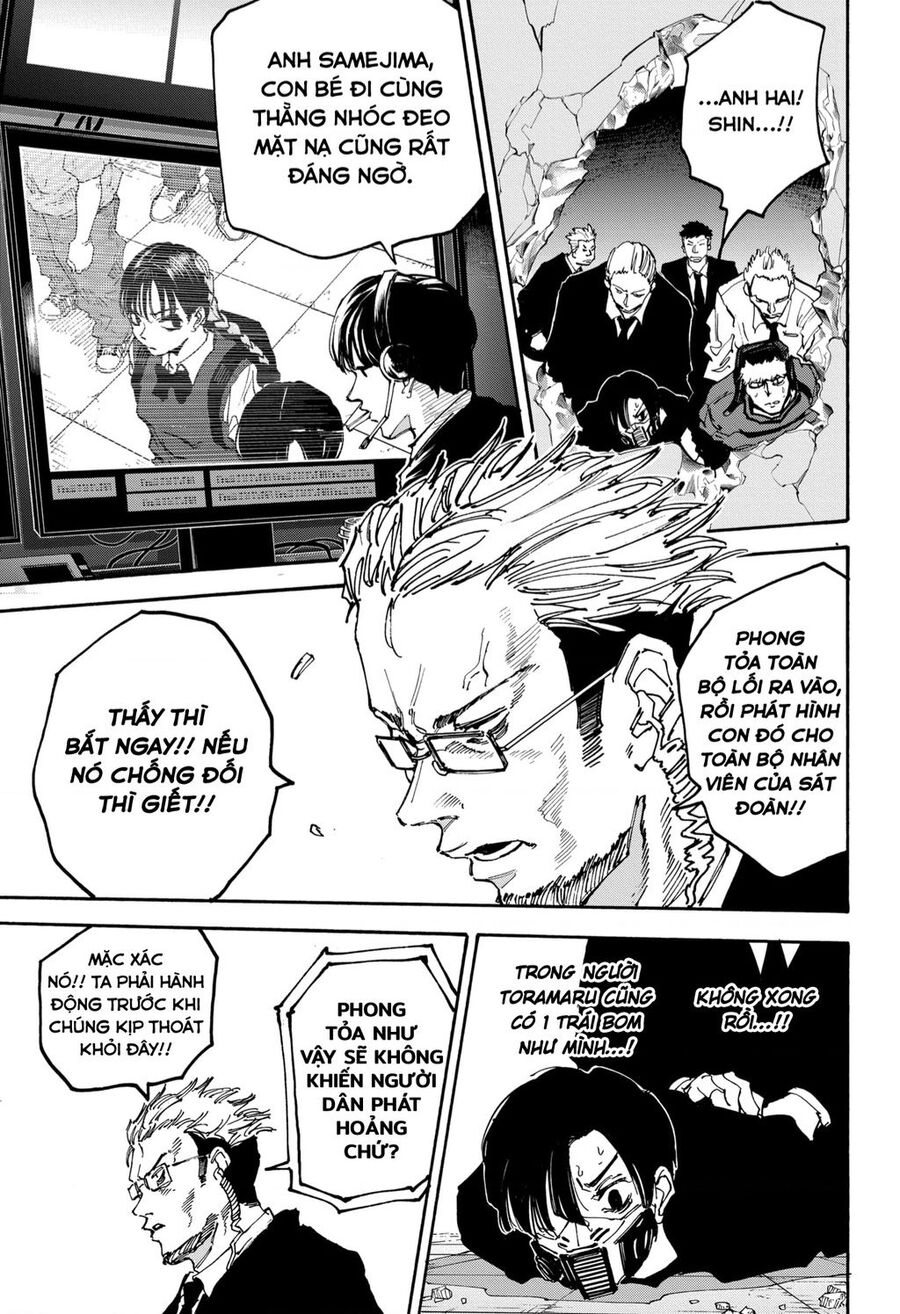 ...ANH HAI!
SHIN...!!
ANH SAMEJIMA,
CON BÉ ĐI CÙNG
THẰNG NHÓC ĐEO
MẶT NẠ CŨNG RẤT
ĐÁNG NGỜ.
PHONG
TỎA TOÀN
BỘ LỐI RA VÀO,
RỒI PHÁT HÌNH
CON ĐÓ CHO
TOÀN BỘ NHÂN
VIÊN CỦA SÁT
ĐOÀN!!
THẤY THÌ
BẮT NGAY!! NẾU
NÓ CHỐNG ĐỐI
THÌ GIẾT!!
KHÔNG XONG
RỒI...!!
TRONG NGƯỜI
TORAMARU CŨNG
CÓ 1 TRÁI BOM
NHƯ MÌNH...!
PHONG
TỎA NHƯ
VẬY SẼ KHÔNG
KHIẾN NGƯỜI
DÂN PHÁT
HOẢNG
CHỨ?
MẶC XÁC
NÓ!! TA PHẢI HÀNH
ĐỘNG TRƯỚC KHI
CHÚNG KỊP THOÁT
KHỎI ĐÂY!!